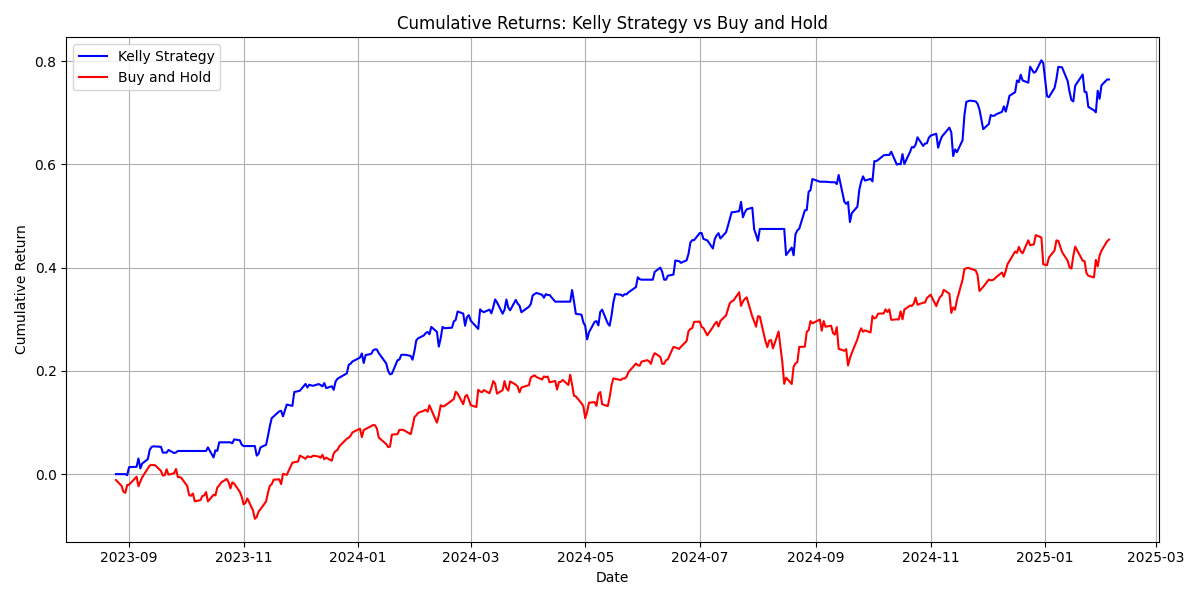 Cumulative Returns: Kelly Strategy vs Buy and Hold
Kelly Strategy
Buy and Hold
Cumulative Return
0.8
0.6
0.4
0.2
0.0
2023-09 2023-11 2024-01 2024-03 2024-05 2024-07 2024-09 2024-11 2025-01 2025-03
Date